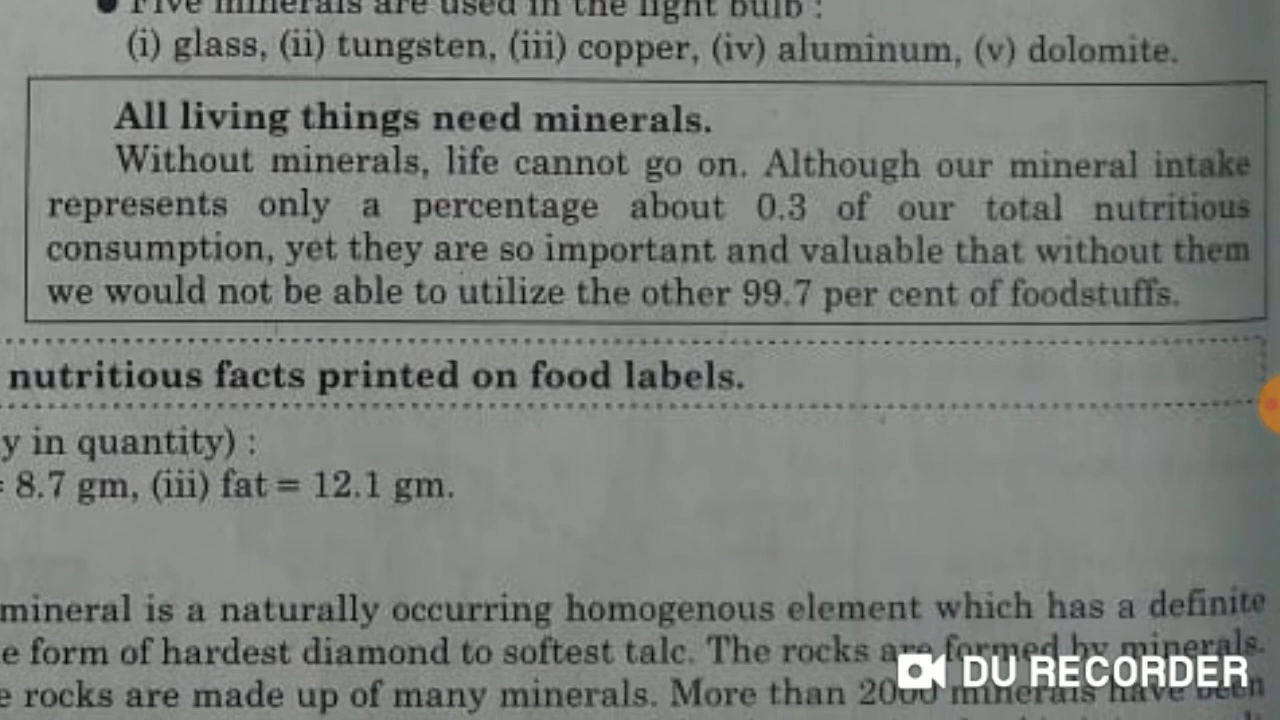 ● Five minerals are used in the light bulb :
(i) glass, (ii) tungsten, (iii) copper, (iv) aluminum, (v) dolomite.
All living things need minerals.
Without minerals, life cannot go on. Although our mineral intake
represents only a percentage about 0.3 of our total nutritious
consumption, yet they are so important and valuable that without them
we would not be able to utilize the other 99.7 per cent of foodstuffs.
nutritious facts printed on food labels.
y in quantity) :
= 8.7 gm, (iii) fat = 12.1 gm.
mineral is a naturally occurring homogenous element which has a definite
e form of hardest diamond to softest talc. The rocks are formed by minerals.
e rocks are made up of many minerals. More than 2000 minerals have been
DU RECORDER